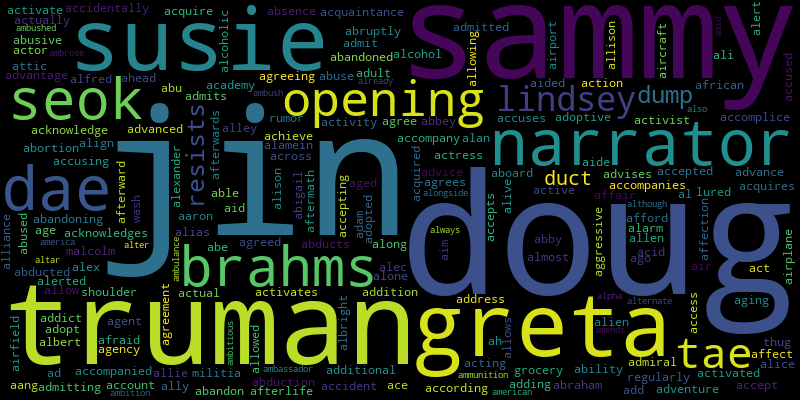 activate accidentally acquire absence acquaintance admitted sammy alert
actually susie alcoholic abruptly airport allison aircraft
ambushed abusive actor admit alcohol allowing ali accused
attic abandoned adult agreeing abuse aided action african
advantage alfred ahead abu academy opening lindsey dump already
seok admits rumor activity agree abbey accuses adoptive activist accomplice also
acknowledge advanced alley achieve accompany alan narrator
abortion align resists afterwards alamein across actress aide advises accepted advance
accusing jin alison abigail aftermath aged advice aboard alive accompanies acquires
dae afterward alexander able accepting acquired agrees alongside duct al lured
abandoning wash aaron aid adam adopted accepts active affair although
alliance abused age acknowledges alias abducts along always doug abby afford affection
america malcolm abe agreed alec aim almost aggressive alarm allen airplane
abducted altar alter alex ambulance brahms alone acid ago air act
alerted allow shoulder actual activates addition address alpha alternate access aging
airfield truman agreement ambitious allowed albright greta alien amends
addict agent afraid ah allows tae thug
adopt albert agency admiral affect alice
ad accompanied allie abduction ambassador additional acting grocery ability regularly activated
aang admitting account ally militia accident ace ammunition according adding abraham add adventure accept
ambition abandon afterlife american
ambrose ambush amid